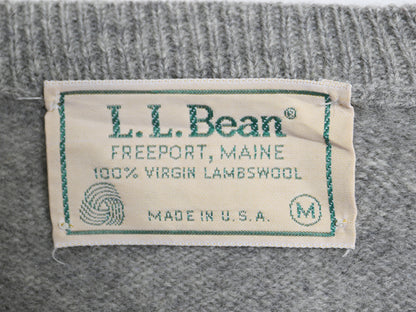 L.L.Bean®
FREEPORT, MAINE
100% VIRGIN LAMBSWOOL
MADE IN U.S.A. M